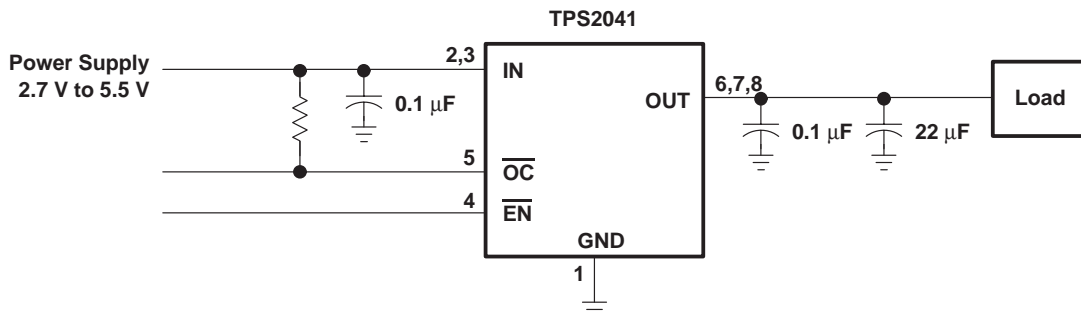 TPS2041
Power Supply
2.7 V to 5.5 V
2,3
IN
0.1 μF
OUT
6,7,8
0.1 μF
22 μF
Load
5
OC
4
EN
GND
1